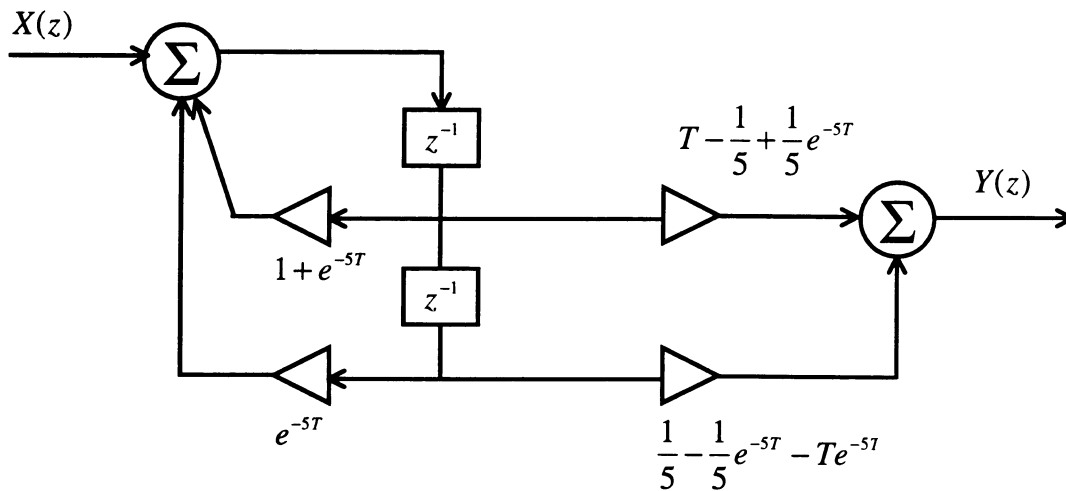 X(z)
Σ
z⁻¹
T − 1/5 + 1/5 e^{−5T}
Y(z)
Σ
1 + e^{−5T}
z⁻¹
e^{−5T}
1/5 − 1/5 e^{−5T} − Te^{−5T}